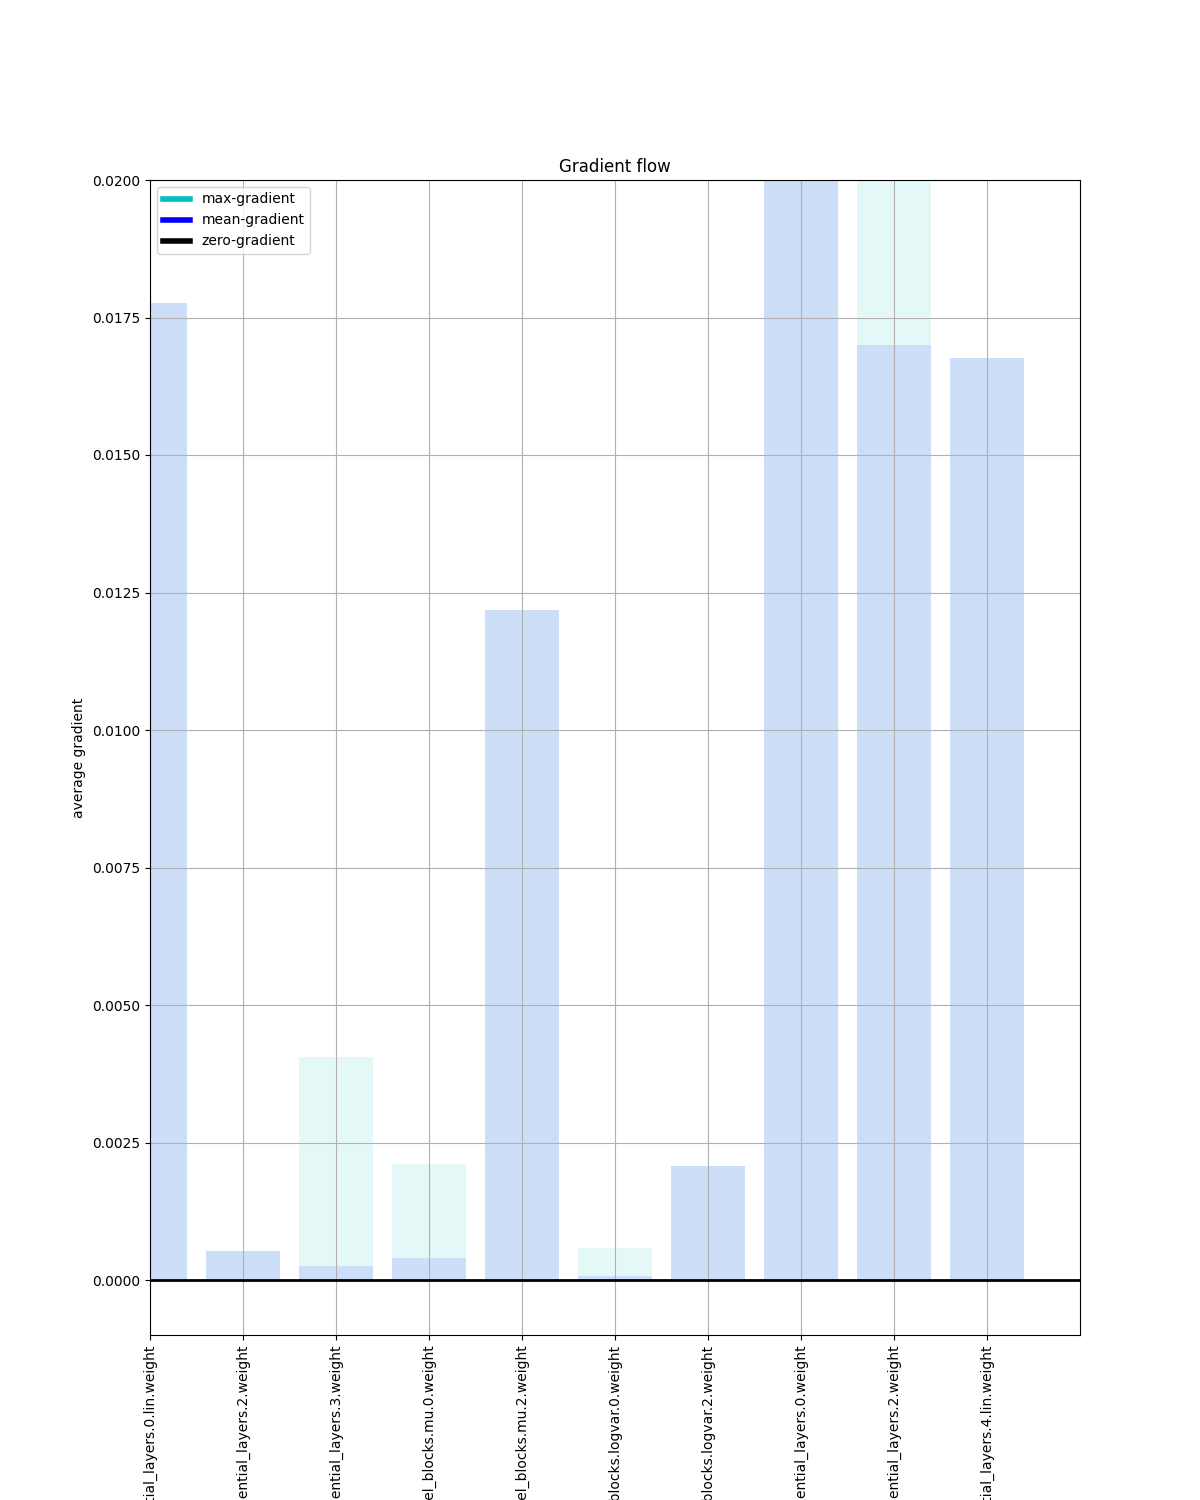 Gradient flow
max-gradient
mean-gradient
zero-gradient
0.0200
0.0175
0.0150
0.0125
0.0100
0.0075
0.0050
0.0025
0.0000
average gradient
tial_layers.0.lin.weight
ential_layers.2.weight
ential_layers.3.weight
el_blocks.mu.0.weight
el_blocks.mu.2.weight
blocks.logvar.0.weight
blocks.logvar.2.weight
ential_layers.0.weight
ential_layers.2.weight
tial_layers.4.lin.weight